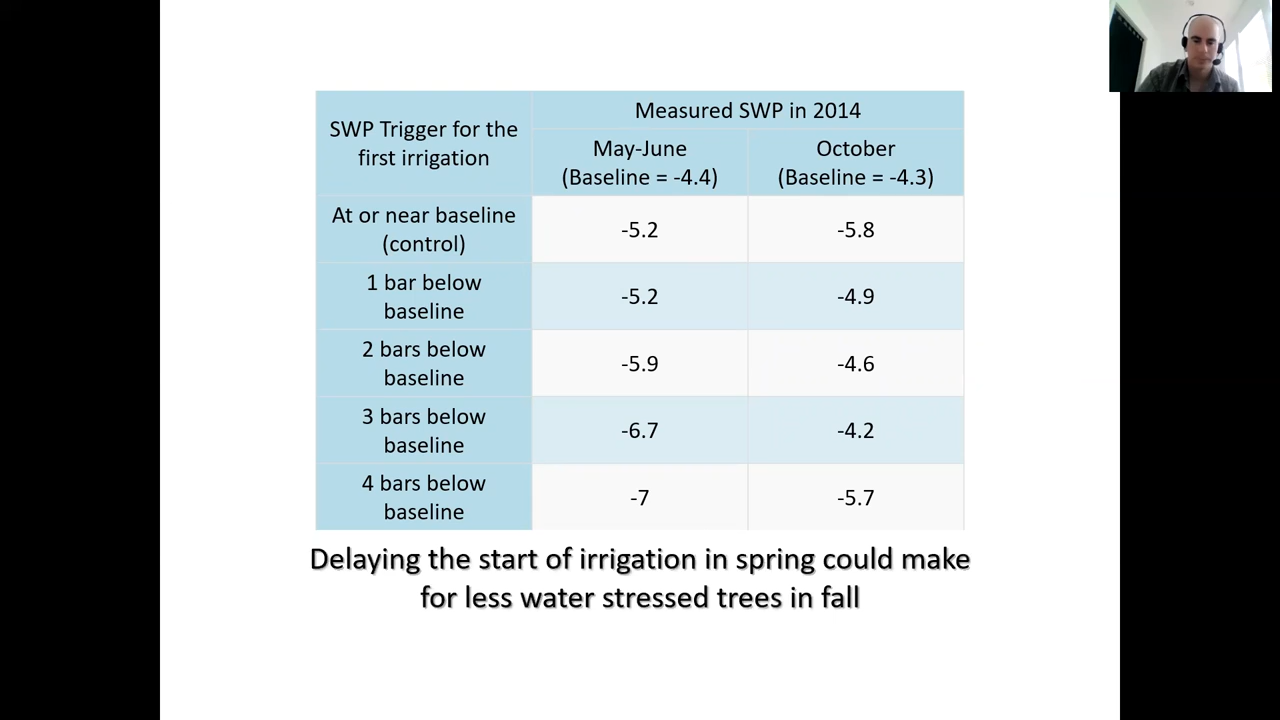 SWP Trigger for the
first irrigation
Measured SWP in 2014
May-June
(Baseline = -4.4)
October
(Baseline = -4.3)
At or near baseline
(control)
-5.2
-5.8
1 bar below
baseline
-5.2
-4.9
2 bars below
baseline
-5.9
-4.6
3 bars below
baseline
-6.7
-4.2
4 bars below
baseline
-7
-5.7
Delaying the start of irrigation in spring could make
for less water stressed trees in fall